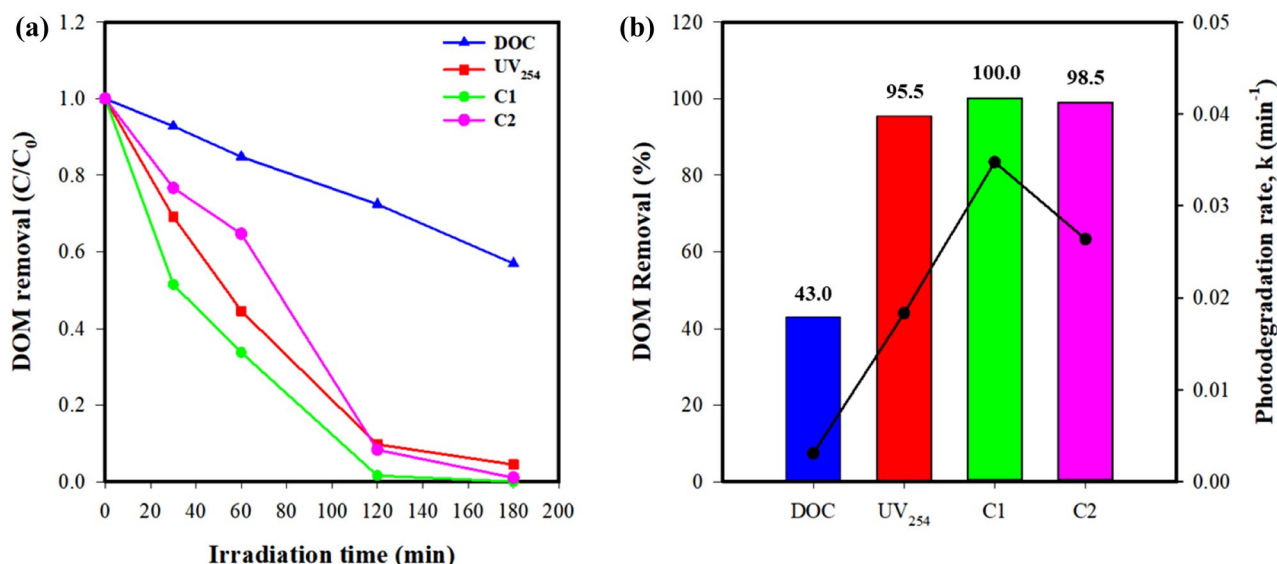 (a)
DOM removal (C/C0)
1.2
1.0
0.8
0.6
0.4
0.2
0.0
DOC
UV254
C1
C2
0 20 40 60 80 100 120 140 160 180 200
Irradiation time (min)
(b)
DOM Removal (%)
120
100
80
60
40
20
0
43.0
95.5
100.0
98.5
DOC UV254 C1 C2
0.05
0.04
0.03
0.02
0.01
0.00
Photodegradation rate, k (min-1)